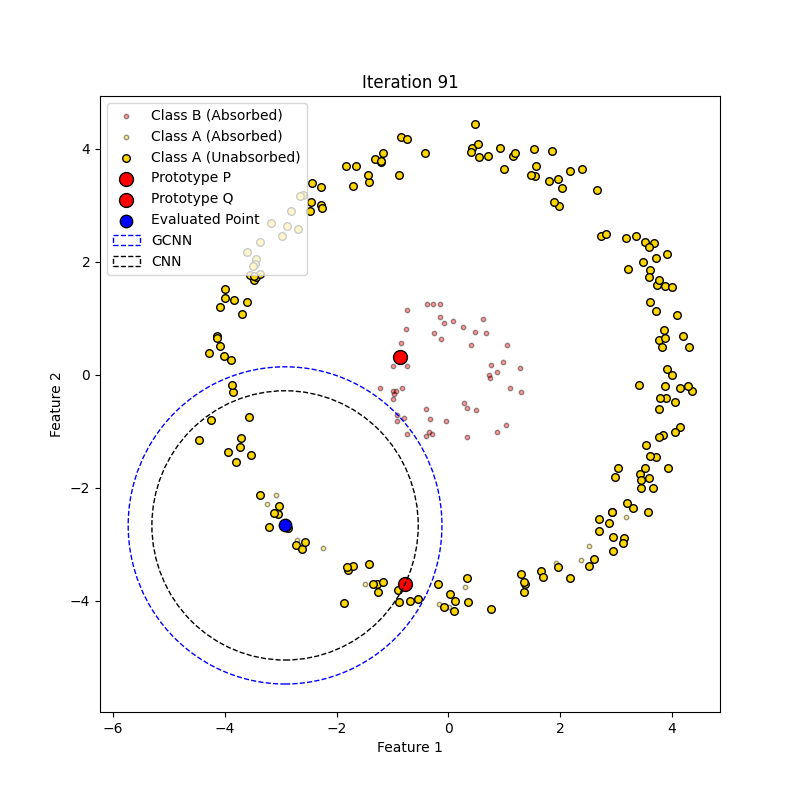 Iteration 91
Class B (Absorbed)
Class A (Absorbed)
Class A (Unabsorbed)
Prototype P
Prototype Q
Evaluated Point
GCNN
CNN
4
2
0
−2
−4
Feature 2
−6
−4
−2
0
2
4
Feature 1